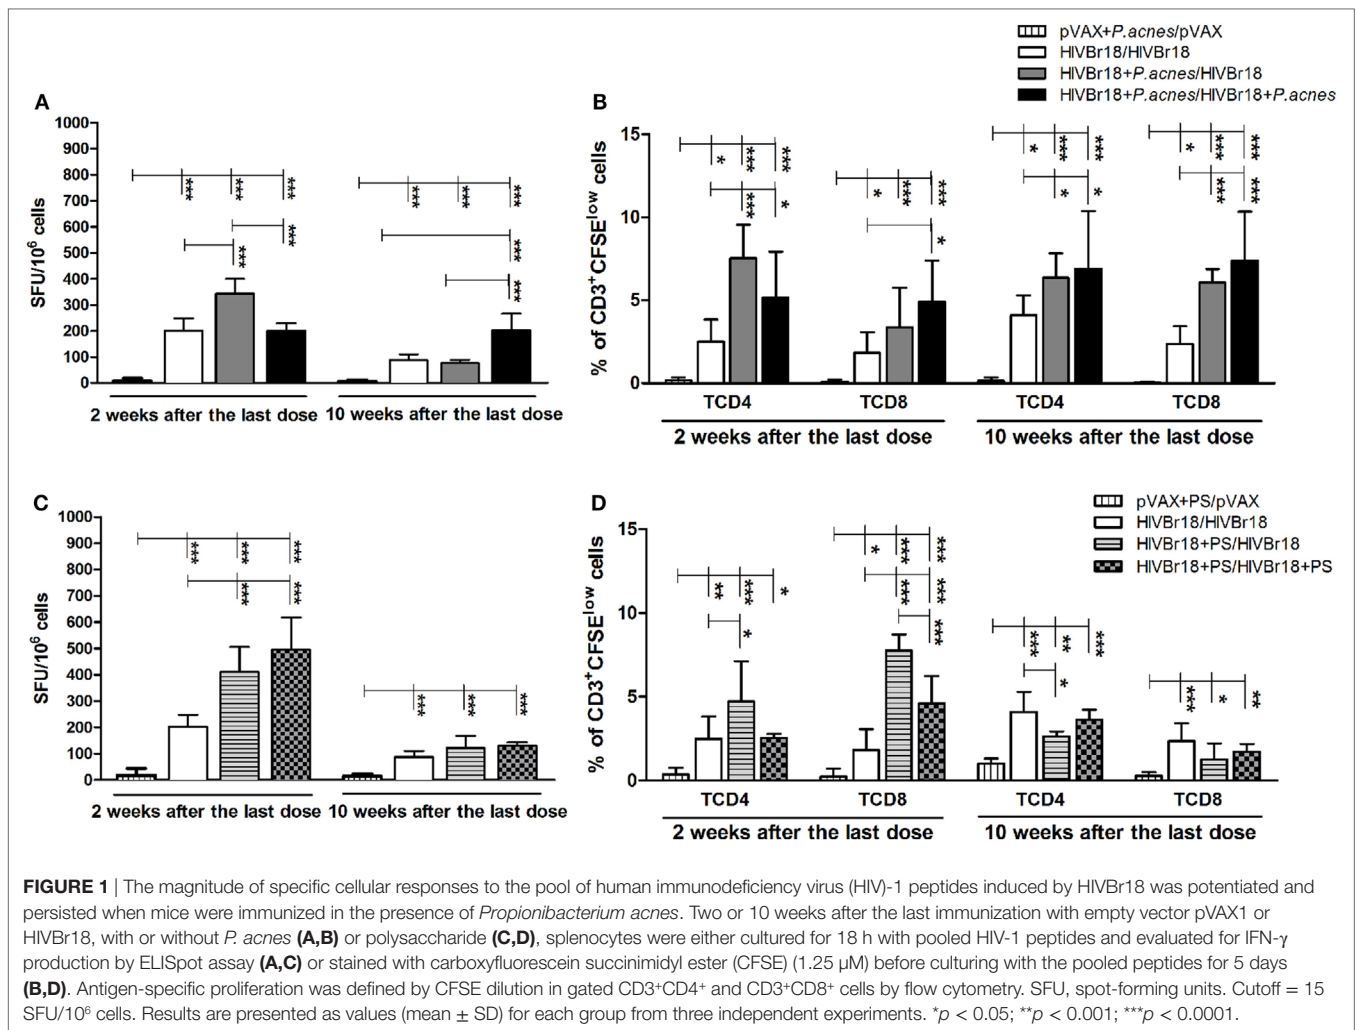 pVAX+P.acnes/pVAX
HIVBr18/HIVBr18
HIVBr18+P.acnes/HIVBr18
HIVBr18+P.acnes/HIVBr18+P.acnes
A
1000
900
800
700
600
500
400
300
200
100
0
SFU/10⁶ cells
*** *** *** *** *** ***
*** *** ***
*** ***
2 weeks after the last dose 10 weeks after the last dose
B
15
10
5
0
% of CD3⁺CFSEˡᵒʷ cells
* *** *** * *** *** * *** *** * *** ***
*** * * * * *** ***
TCD4 TCD8 TCD4 TCD8
2 weeks after the last dose 10 weeks after the last dose
C
1000
900
800
700
600
500
400
300
200
100
0
SFU/10⁶ cells
*** *** *** *** *** ***
*** ***
2 weeks after the last dose 10 weeks after the last dose
D
pVAX+PS/pVAX
HIVBr18/HIVBr18
HIVBr18+PS/HIVBr18
HIVBr18+PS/HIVBr18+PS
15
10
5
0
% of CD3⁺CFSEˡᵒʷ cells
** *** * * *** *** *** ** *** *** * **
* *** *** *
***
TCD4 TCD8 TCD4 TCD8
2 weeks after the last dose 10 weeks after the last dose
FIGURE 1 | The magnitude of specific cellular responses to the pool of human immunodeficiency virus (HIV)-1 peptides induced by HIVBr18 was potentiated and
persisted when mice were immunized in the presence of Propionibacterium acnes. Two or 10 weeks after the last immunization with empty vector pVAX1 or
HIVBr18, with or without P. acnes (A,B) or polysaccharide (C,D), splenocytes were either cultured for 18 h with pooled HIV-1 peptides and evaluated for IFN-γ
production by ELISpot assay (A,C) or stained with carboxyfluorescein succinimidyl ester (CFSE) (1.25 µM) before culturing with the pooled peptides for 5 days
(B,D). Antigen-specific proliferation was defined by CFSE dilution in gated CD3⁺CD4⁺ and CD3⁺CD8⁺ cells by flow cytometry. SFU, spot-forming units. Cutoff = 15
SFU/10⁶ cells. Results are presented as values (mean ± SD) for each group from three independent experiments. *p < 0.05; **p < 0.001; ***p < 0.0001.